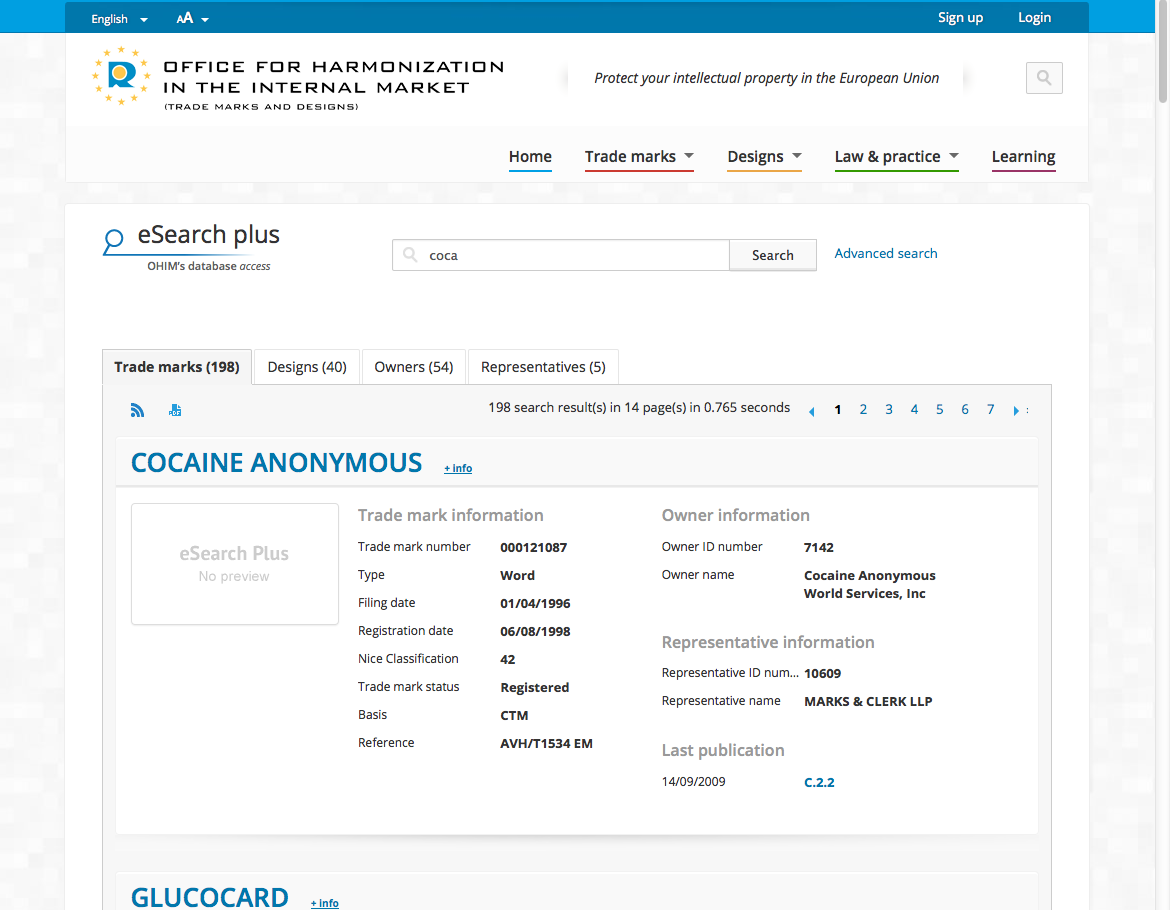 English AA Sign up Login
OFFICE FOR HARMONIZATION
IN THE INTERNAL MARKET
(TRADE MARKS AND DESIGNS)
Protect your intellectual property in the European Union
Home Trade marks Designs Law & practice Learning
eSearch plus
OHIM's database access
coca Search Advanced search
Trade marks (198) Designs (40) Owners (54) Representatives (5)
PDF 198 search result(s) in 14 page(s) in 0.765 seconds 1 2 3 4 5 6 7
COCAINE ANONYMOUS + info
eSearch Plus
No preview
Trade mark information
Trade mark number 000121087
Type Word
Filing date 01/04/1996
Registration date 06/08/1998
Nice Classification 42
Trade mark status Registered
Basis CTM
Reference AVH/T1534 EM
Owner information
Owner ID number 7142
Owner name Cocaine Anonymous
World Services, Inc
Representative information
Representative ID num... 10609
Representative name MARKS & CLERK LLP
Last publication
14/09/2009 C.2.2
GLUCOCARD + info